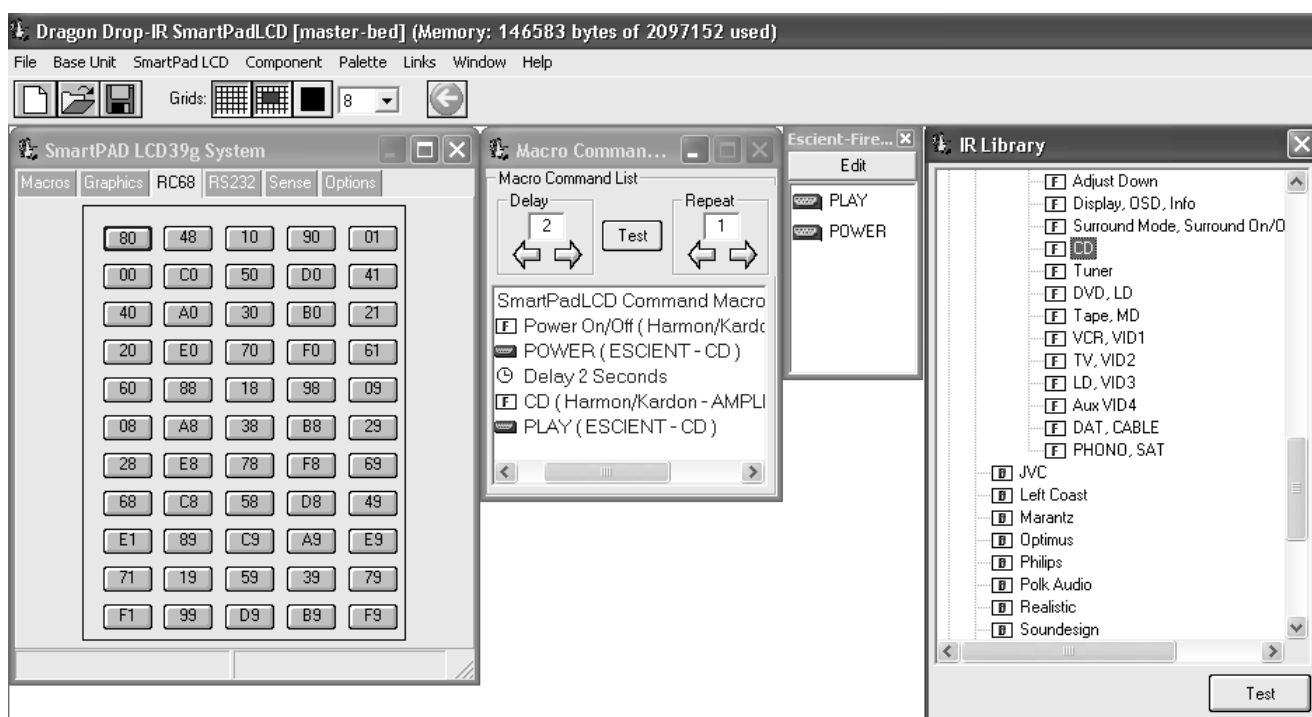 Dragon Drop-IR SmartPadLCD [master-bed] (Memory: 146583 bytes of 2097152 used)
File Base Unit SmartPad LCD Component Palette Links Window Help
Grids: 8
SmartPAD LCD39g System
Macros Graphics RC68 RS232 Sense Options
80 48 10 90 01
00 C0 50 D0 41
40 A0 30 B0 21
20 E0 70 F0 61
60 88 18 98 09
08 A8 38 B8 29
28 E8 78 F8 69
68 C8 58 D8 49
E1 89 C9 A9 E9
71 19 59 39 79
F1 99 D9 B9 F9
Macro Comman...
Macro Command List
Delay Repeat
2 Test 1
SmartPadLCD Command Macro
F Power On/Off ( Harmon/Kardo
POWER ( ESCIENT - CD )
Delay 2 Seconds
F CD ( Harmon/Kardon - AMPLI
PLAY ( ESCIENT - CD )
Escient-Fire...
Edit
PLAY
POWER
IR Library
F Adjust Down
F Display, OSD, Info
F Surround Mode, Surround On/O
F CD
F Tuner
F DVD, LD
F Tape, MD
F VCR, VID1
F TV, VID2
F LD, VID3
F Aux VID4
F DAT, CABLE
F PHONO, SAT
B JVC
B Left Coast
B Marantz
B Optimus
B Philips
B Polk Audio
B Realistic
B Soundesign
Test